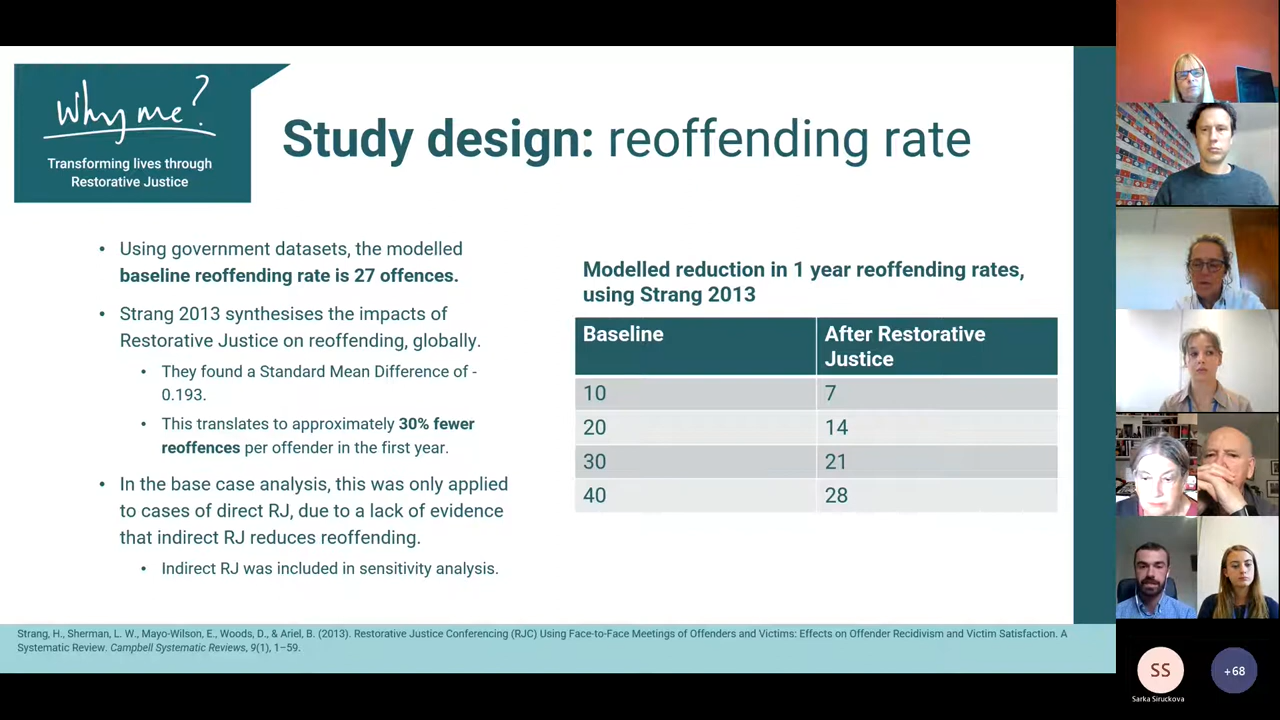 Why me?
Transforming lives through
Restorative Justice
Study design: reoffending rate
• Using government datasets, the modelled
baseline reoffending rate is 27 offences.
• Strang 2013 synthesises the impacts of
Restorative Justice on reoffending, globally.
• They found a Standard Mean Difference of -
0.193.
• This translates to approximately 30% fewer
reoffences per offender in the first year.
• In the base case analysis, this was only applied
to cases of direct RJ, due to a lack of evidence
that indirect RJ reduces reoffending.
• Indirect RJ was included in sensitivity analysis.
Modelled reduction in 1 year reoffending rates,
using Strang 2013
Baseline After Restorative
Justice
10 7
20 14
30 21
40 28
Strang, H., Sherman, L. W., Mayo-Wilson, E., Woods, D., & Ariel, B. (2013). Restorative Justice Conferencing (RJC) Using Face-to-Face Meetings of Offenders and Victims: Effects on Offender Recidivism and Victim Satisfaction. A
Systematic Review. Campbell Systematic Reviews, 9(1), 1–59.
SS
+68
Sarka Siruckova